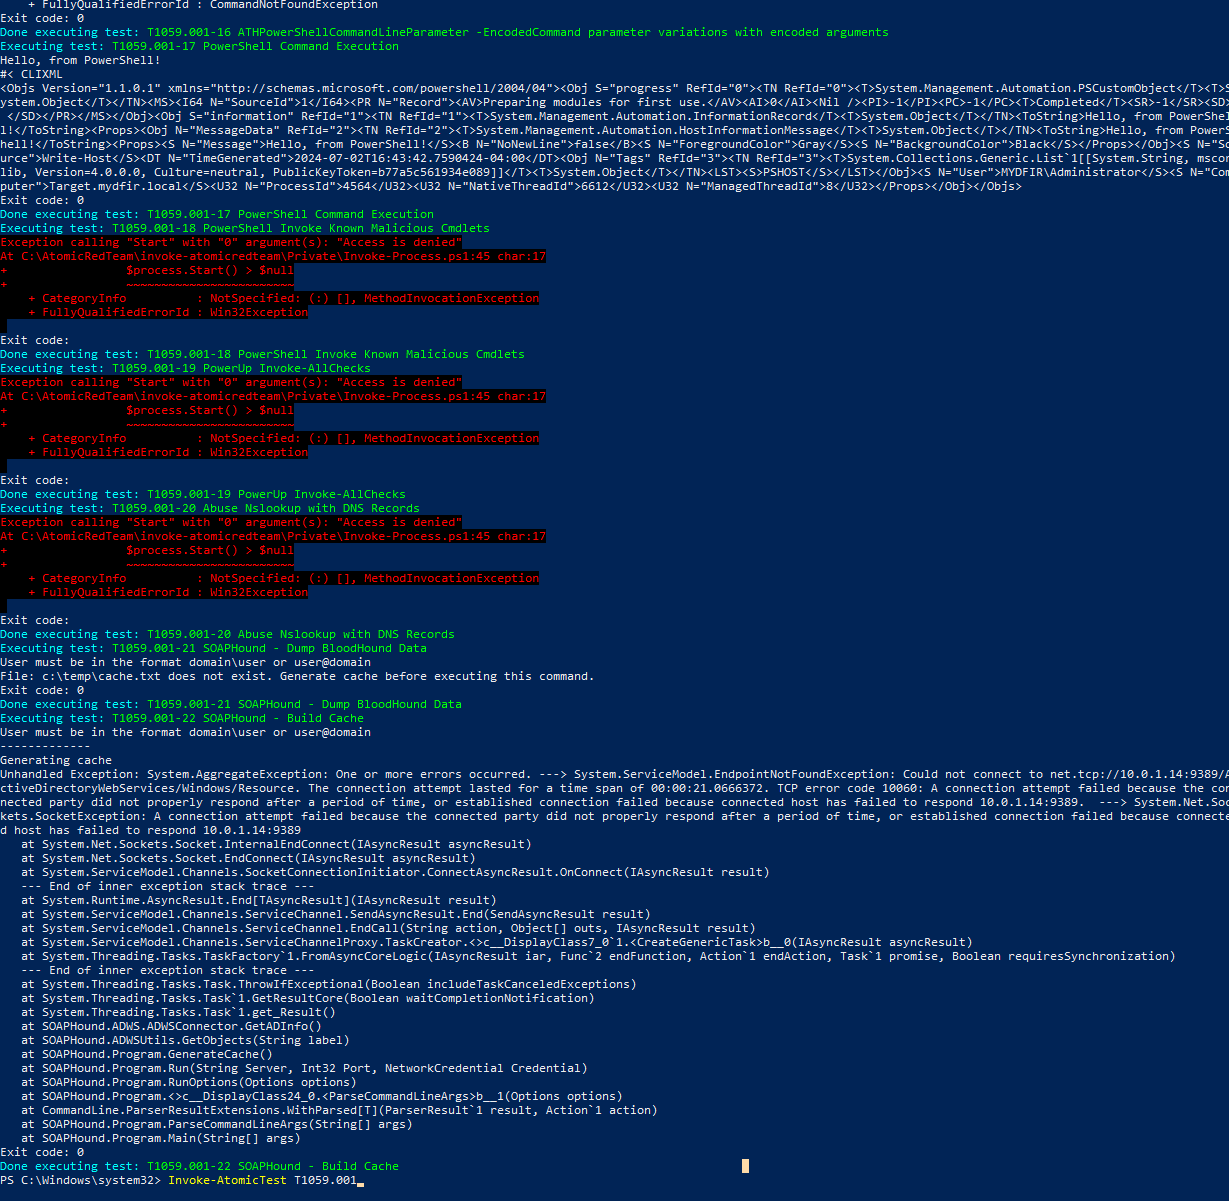 + FullyQualifiedErrorId : CommandNotFoundException
Exit code: 0
Done executing test: T1059.001-16 ATHPowerShellCommandLineParameter -EncodedCommand parameter variations with encoded arguments
Executing test: T1059.001-17 PowerShell Command Execution
Hello, from PowerShell!
#< CLIXML
<Objs Version="1.1.0.1" xmlns="http://schemas.microsoft.com/powershell/2004/04"><Obj S="progress" RefId="0"><TN RefId="0"><T>System.Management.Automation.PSCustomObject</T><T>S
ystem.Object</T></TN><MS><I64 N="SourceId">1</I64><PR N="Record"><AV>Preparing modules for first use.</AV><AI>0</AI><Nil /><PI>-1</PI><PC>-1</PC><T>Completed</T><SR>-1</SR><SD>
 </SD></PR></MS></Obj><Obj S="information" RefId="1"><TN RefId="1"><T>System.Management.Automation.InformationRecord</T><T>System.Object</T></TN><ToString>Hello, from PowerShel
l!</ToString><Props><Obj N="MessageData" RefId="2"><TN RefId="2"><T>System.Management.Automation.HostInformationMessage</T><T>System.Object</T></TN><ToString>Hello, from PowerS
hell!</ToString><Props><S N="Message">Hello, from PowerShell!</S><B N="NoNewLine">false</B><S N="ForegroundColor">Gray</S><S N="BackgroundColor">Black</S></Props></Obj><S N="So
urce">Write-Host</S><DT N="TimeGenerated">2024-07-02T16:43:42.7590424-04:00</DT><Obj N="Tags" RefId="3"><TN RefId="3"><T>System.Collections.Generic.List`1[[System.String, mscor
lib, Version=4.0.0.0, Culture=neutral, PublicKeyToken=b77a5c561934e089]]</T><T>System.Object</T></TN><LST><S>PSHOST</S></LST></Obj><S N="User">MYDFIR\Administrator</S><S N="Com
puter">Target.mydfir.local</S><U32 N="ProcessId">4564</U32><U32 N="NativeThreadId">6612</U32><U32 N="ManagedThreadId">8</U32></Props></Obj></Objs>
Exit code: 0
Done executing test: T1059.001-17 PowerShell Command Execution
Executing test: T1059.001-18 PowerShell Invoke Known Malicious Cmdlets
Exception calling "Start" with "0" argument(s): "Access is denied"
At C:\AtomicRedTeam\invoke-atomicredteam\Private\Invoke-Process.ps1:45 char:17
+                 $process.Start() > $null
+                 ~~~~~~~~~~~~~~~~~~~~~~~~
    + CategoryInfo          : NotSpecified: (:) [], MethodInvocationException
    + FullyQualifiedErrorId : Win32Exception
Exit code:
Done executing test: T1059.001-18 PowerShell Invoke Known Malicious Cmdlets
Executing test: T1059.001-19 PowerUp Invoke-AllChecks
Exception calling "Start" with "0" argument(s): "Access is denied"
At C:\AtomicRedTeam\invoke-atomicredteam\Private\Invoke-Process.ps1:45 char:17
+                 $process.Start() > $null
+                 ~~~~~~~~~~~~~~~~~~~~~~~~
    + CategoryInfo          : NotSpecified: (:) [], MethodInvocationException
    + FullyQualifiedErrorId : Win32Exception
Exit code:
Done executing test: T1059.001-19 PowerUp Invoke-AllChecks
Executing test: T1059.001-20 Abuse Nslookup with DNS Records
Exception calling "Start" with "0" argument(s): "Access is denied"
At C:\AtomicRedTeam\invoke-atomicredteam\Private\Invoke-Process.ps1:45 char:17
+                 $process.Start() > $null
+                 ~~~~~~~~~~~~~~~~~~~~~~~~
    + CategoryInfo          : NotSpecified: (:) [], MethodInvocationException
    + FullyQualifiedErrorId : Win32Exception
Exit code:
Done executing test: T1059.001-20 Abuse Nslookup with DNS Records
Executing test: T1059.001-21 SOAPHound - Dump BloodHound Data
User must be in the format domain\user or user@domain
File: c:\temp\cache.txt does not exist. Generate cache before executing this command.
Exit code: 0
Done executing test: T1059.001-21 SOAPHound - Dump BloodHound Data
Executing test: T1059.001-22 SOAPHound - Build Cache
User must be in the format domain\user or user@domain
-------------
Generating cache
Unhandled Exception: System.AggregateException: One or more errors occurred. ---> System.ServiceModel.EndpointNotFoundException: Could not connect to net.tcp://10.0.1.14:9389/A
ctiveDirectoryWebServices/Windows/Resource. The connection attempt lasted for a time span of 00:00:21.0666372. TCP error code 10060: A connection attempt failed because the con
nected party did not properly respond after a period of time, or established connection failed because connected host has failed to respond 10.0.1.14:9389.  ---> System.Net.Soc
kets.SocketException: A connection attempt failed because the connected party did not properly respond after a period of time, or established connection failed because connecte
d host has failed to respond 10.0.1.14:9389
   at System.Net.Sockets.Socket.InternalEndConnect(IAsyncResult asyncResult)
   at System.Net.Sockets.Socket.EndConnect(IAsyncResult asyncResult)
   at System.ServiceModel.Channels.SocketConnectionInitiator.ConnectAsyncResult.OnConnect(IAsyncResult result)
   --- End of inner exception stack trace ---
   at System.Runtime.AsyncResult.End[TAsyncResult](IAsyncResult result)
   at System.ServiceModel.Channels.ServiceChannel.SendAsyncResult.End(SendAsyncResult result)
   at System.ServiceModel.Channels.ServiceChannel.EndCall(String action, Object[] outs, IAsyncResult result)
   at System.ServiceModel.Channels.ServiceChannelProxy.TaskCreator.<>c__DisplayClass7_0`1.<CreateGenericTask>b__0(IAsyncResult asyncResult)
   at System.Threading.Tasks.TaskFactory`1.FromAsyncCoreLogic(IAsyncResult iar, Func`2 endFunction, Action`1 endAction, Task`1 promise, Boolean requiresSynchronization)
   --- End of inner exception stack trace ---
   at System.Threading.Tasks.Task.ThrowIfExceptional(Boolean includeTaskCanceledExceptions)
   at System.Threading.Tasks.Task`1.GetResultCore(Boolean waitCompletionNotification)
   at System.Threading.Tasks.Task`1.get_Result()
   at SOAPHound.ADWS.ADWSConnector.GetADInfo()
   at SOAPHound.ADWSUtils.GetObjects(String label)
   at SOAPHound.Program.GenerateCache()
   at SOAPHound.Program.Run(String Server, Int32 Port, NetworkCredential Credential)
   at SOAPHound.Program.RunOptions(Options options)
   at SOAPHound.Program.<>c__DisplayClass24_0.<ParseCommandLineArgs>b__1(Options options)
   at CommandLine.ParserResultExtensions.WithParsed[T](ParserResult`1 result, Action`1 action)
   at SOAPHound.Program.ParseCommandLineArgs(String[] args)
   at SOAPHound.Program.Main(String[] args)
Exit code: 0
Done executing test: T1059.001-22 SOAPHound - Build Cache
PS C:\Windows\system32> Invoke-AtomicTest T1059.001